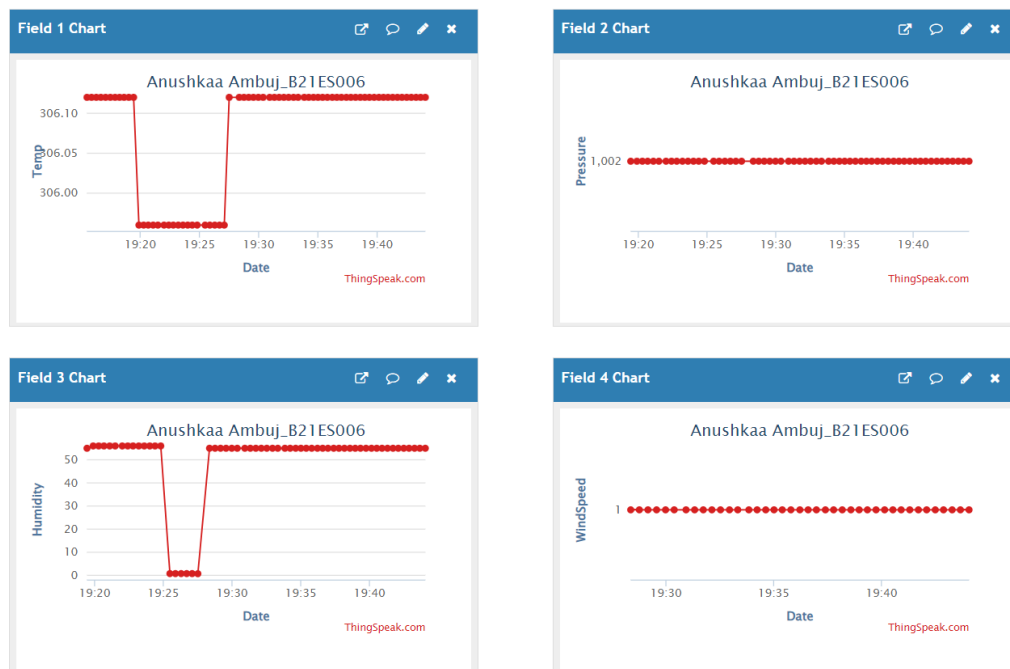 Field 1 Chart
Anushkaa Ambuj_B21ES006
Temp
306.10
306.05
306.00
19:20 19:25 19:30 19:35 19:40
Date
ThingSpeak.com
Field 2 Chart
Anushkaa Ambuj_B21ES006
Pressure
1,002
19:20 19:25 19:30 19:35 19:40
Date
ThingSpeak.com
Field 3 Chart
Anushkaa Ambuj_B21ES006
Humidity
50
40
30
20
10
0
19:20 19:25 19:30 19:35 19:40
Date
ThingSpeak.com
Field 4 Chart
Anushkaa Ambuj_B21ES006
WindSpeed
1
19:30 19:35 19:40
Date
ThingSpeak.com